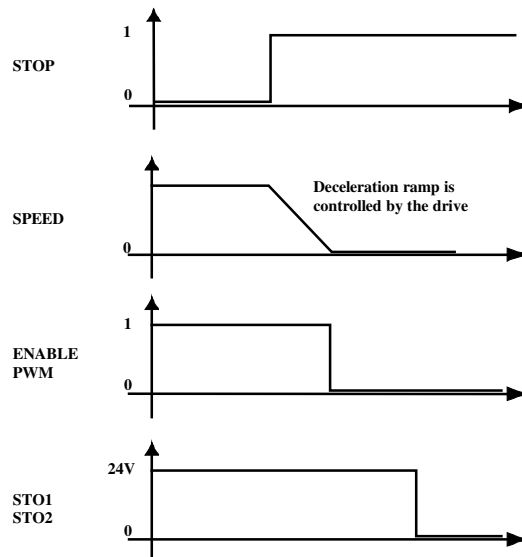 1
STOP
0
Deceleration ramp is
controlled by the drive
SPEED
0
1
ENABLE
PWM
0
24V
STO1
STO2
0